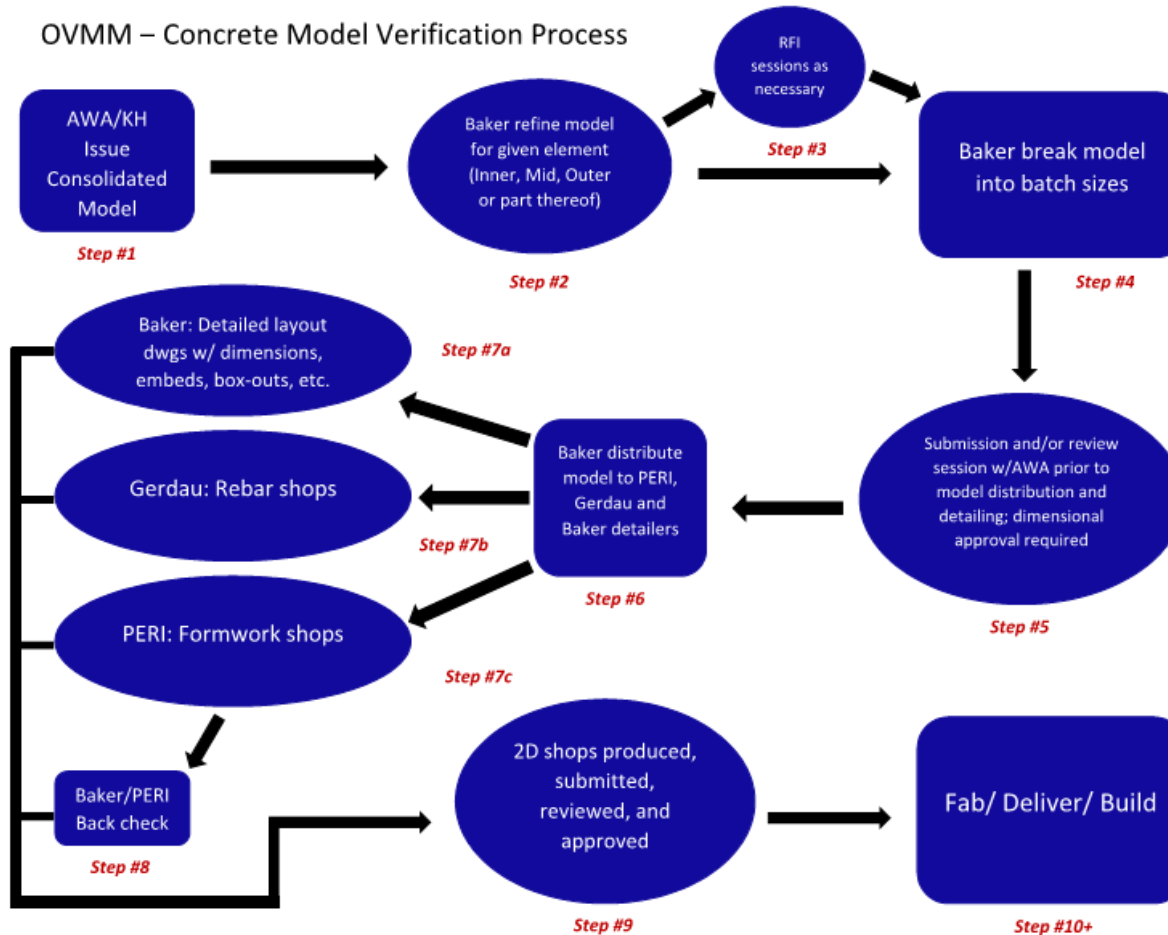 OVMM – Concrete Model Verification Process
AWA/KH
Issue
Consolidated
Model
Step #1
Baker refine model
for given element
(Inner, Mid, Outer
or part thereof)
Step #2
RFI
sessions as
necessary
Step #3
Baker break model
into batch sizes
Step #4
Submission and/or review
session w/AWA prior to
model distribution and
detailing; dimensional
approval required
Step #5
Baker distribute
model to PERI,
Gerdau and
Baker detailers
Step #6
Baker: Detailed layout
dwgs w/ dimensions,
embeds, box-outs, etc.
Step #7a
Gerdau: Rebar shops
Step #7b
PERI: Formwork shops
Step #7c
Baker/PERI
Back check
Step #8
2D shops produced,
submitted,
reviewed, and
approved
Step #9
Fab/ Deliver/ Build
Step #10+